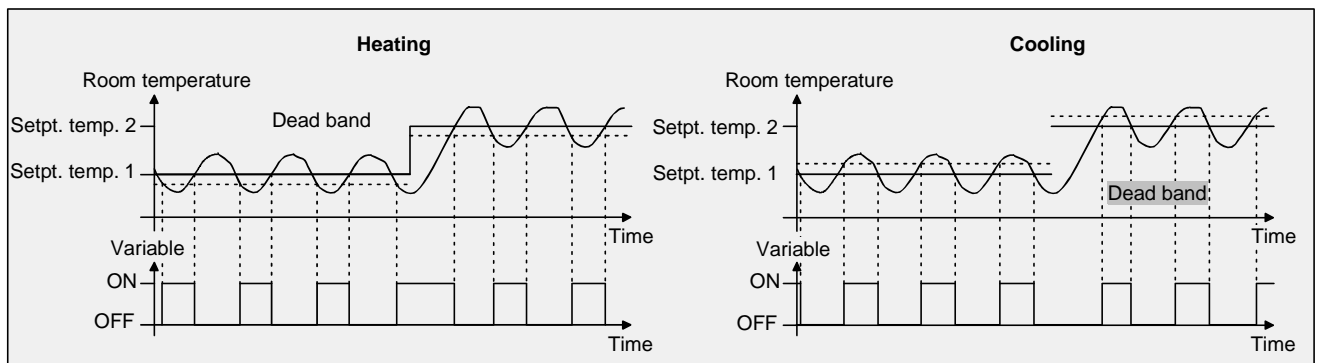 Heating
Room temperature
Setpt. temp. 2
Dead band
Setpt. temp. 1
Time
Variable
ON
OFF
Time
Cooling
Room temperature
Setpt. temp. 2
Setpt. temp. 1
Dead band
Time
Variable
ON
OFF
Time